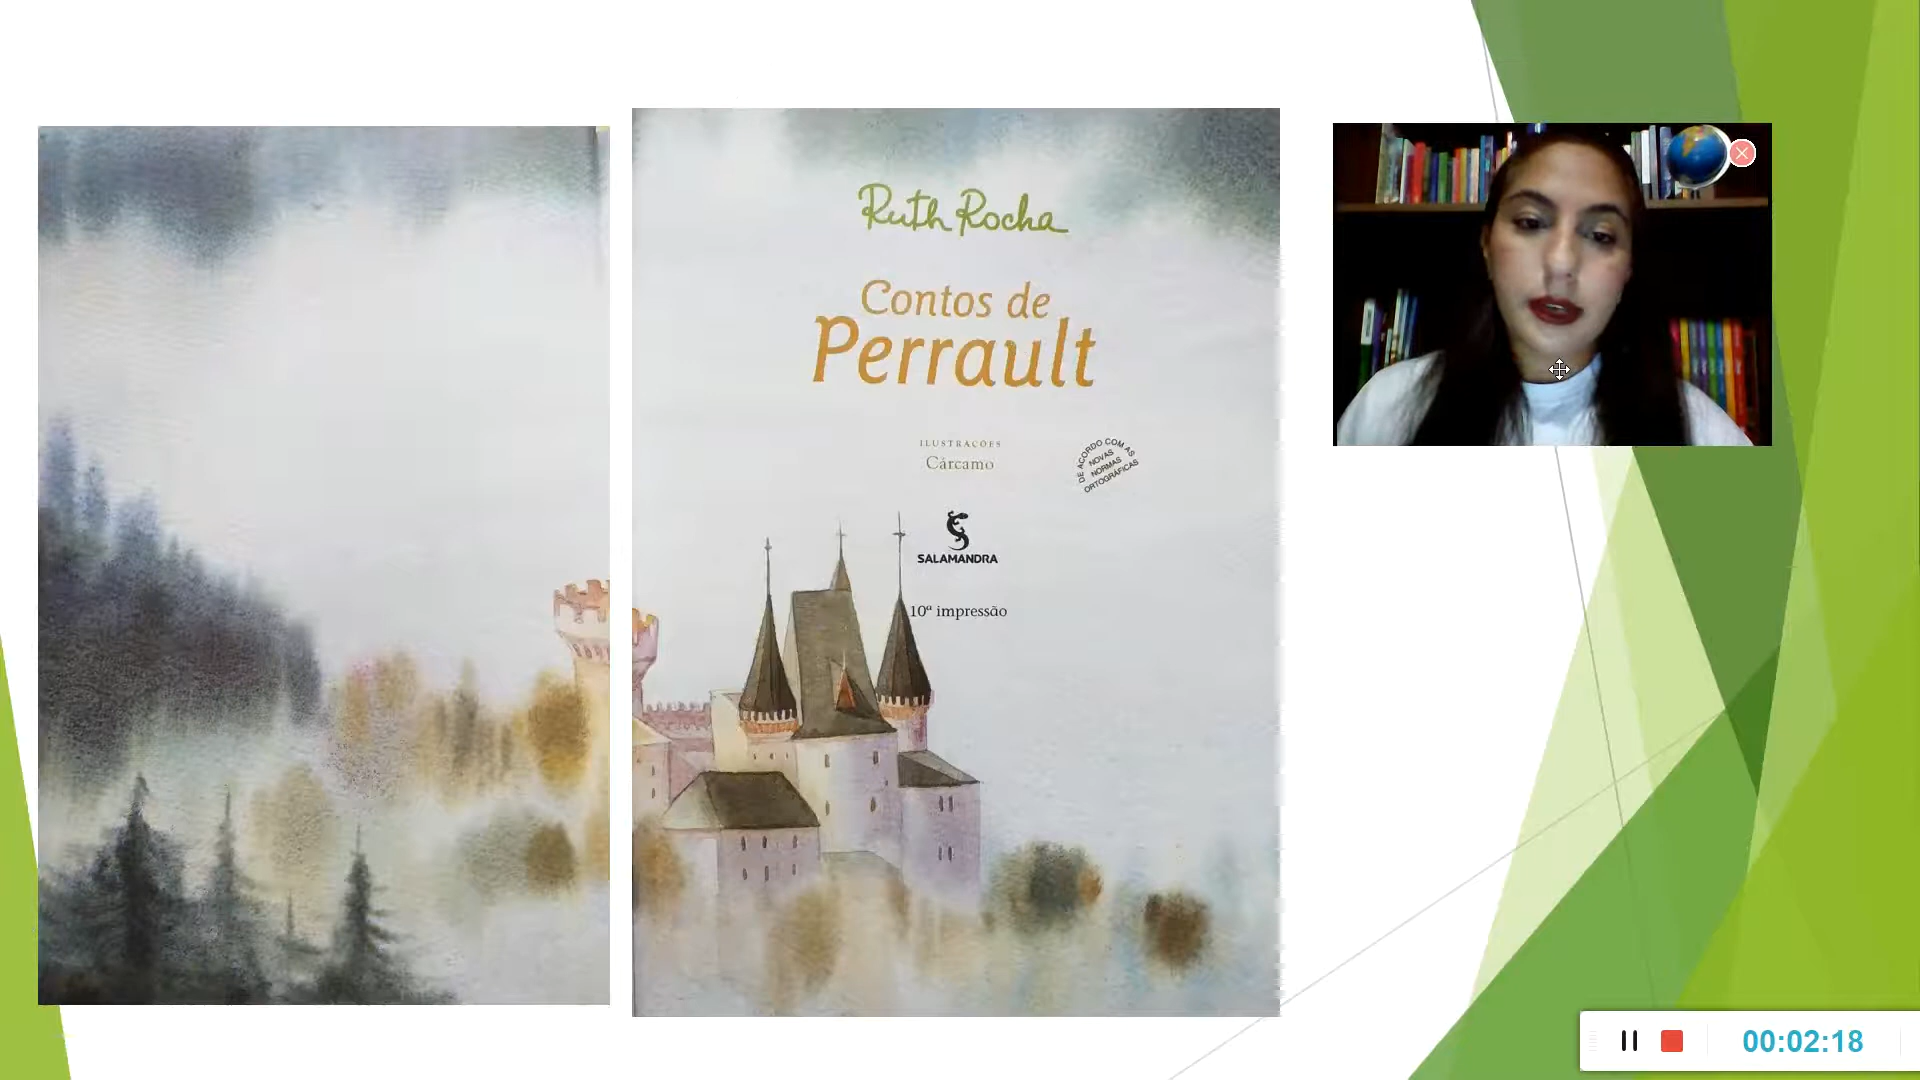 Ruth Rocha
Contos de
Perrault
ILUSTRAÇÕES
Cárcamo
DE ACORDO COM AS
NOVAS
NORMAS
ORTOGRÁFICAS
SALAMANDRA
10ª impressão
00:02:18